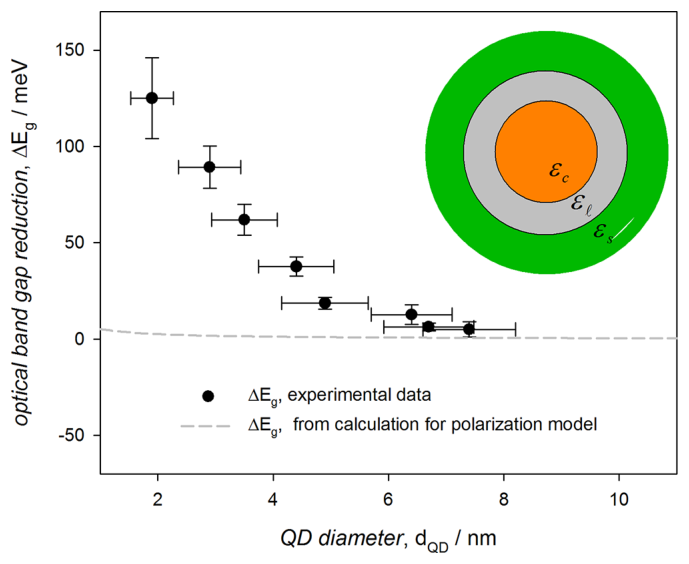 optical band gap reduction, ΔEg / meV
150
100
50
0
-50
εc
εℓ
εs
ΔEg, experimental data
ΔEg, from calculation for polarization model
2 4 6 8 10
QD diameter, dQD / nm